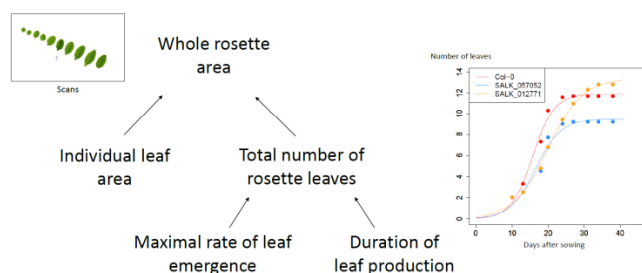 Scans
Whole rosette
area
Individual leaf
area
Total number of
rosette leaves
Maximal rate of leaf
emergence
Duration of
leaf production
Number of leaves
Col-0
SALK_057052
SALK_012771
14
12
10
8
6
4
2
0
0 10 20 30 40
Days after sowing